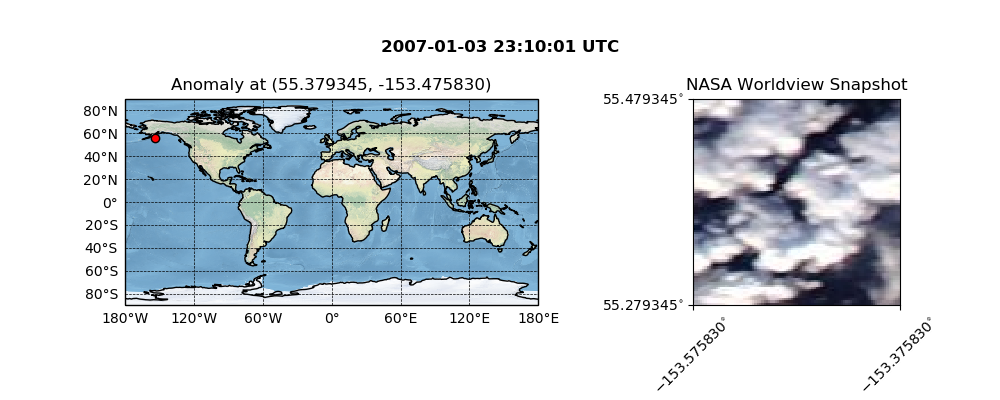 2007-01-03 23:10:01 UTC
Anomaly at (55.379345, -153.475830)
80°N
60°N
40°N
20°N
0°
20°S
40°S
60°S
80°S
180°W 120°W 60°W 0° 60°E 120°E 180°E
NASA Worldview Snapshot
55.479345°
55.279345°
−153.575830°
−153.375830°